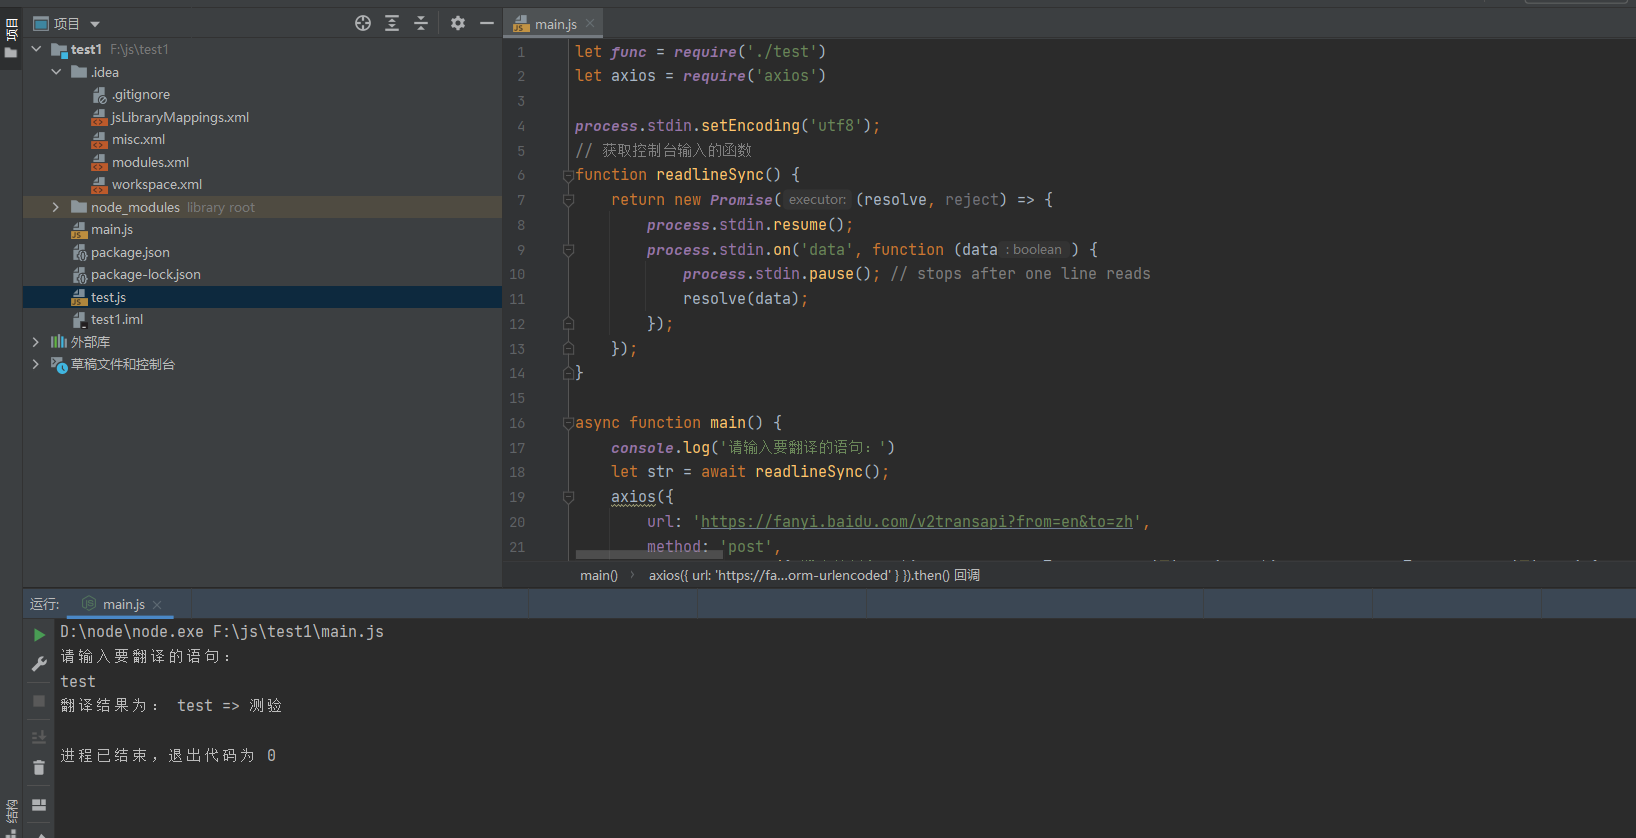 项目
项目
test1 F:\js\test1
.idea
.gitignore
jsLibraryMappings.xml
misc.xml
modules.xml
workspace.xml
node_modules library root
main.js
package.json
package-lock.json
test.js
test1.iml
外部库
草稿文件和控制台
main.js
1 let func = require('./test')
2 let axios = require('axios')
3
4 process.stdin.setEncoding('utf8');
5 // 获取控制台输入的函数
6 function readlineSync() {
7 return new Promise( executor: (resolve, reject) => {
8 process.stdin.resume();
9 process.stdin.on('data', function (data : boolean ) {
10 process.stdin.pause(); // stops after one line reads
11 resolve(data);
12 });
13 });
14 }
15
16 async function main() {
17 console.log('请输入要翻译的语句：')
18 let str = await readlineSync();
19 axios({
20 url: 'https://fanyi.baidu.com/v2transapi?from=en&to=zh',
21 method: 'post',
main() › axios({ url: 'https://fa...orm-urlencoded' } }).then() 回调
运行: main.js
D:\node\node.exe F:\js\test1\main.js
请输入要翻译的语句：
test
翻译结果为： test => 测验
进程已结束，退出代码为 0
结构